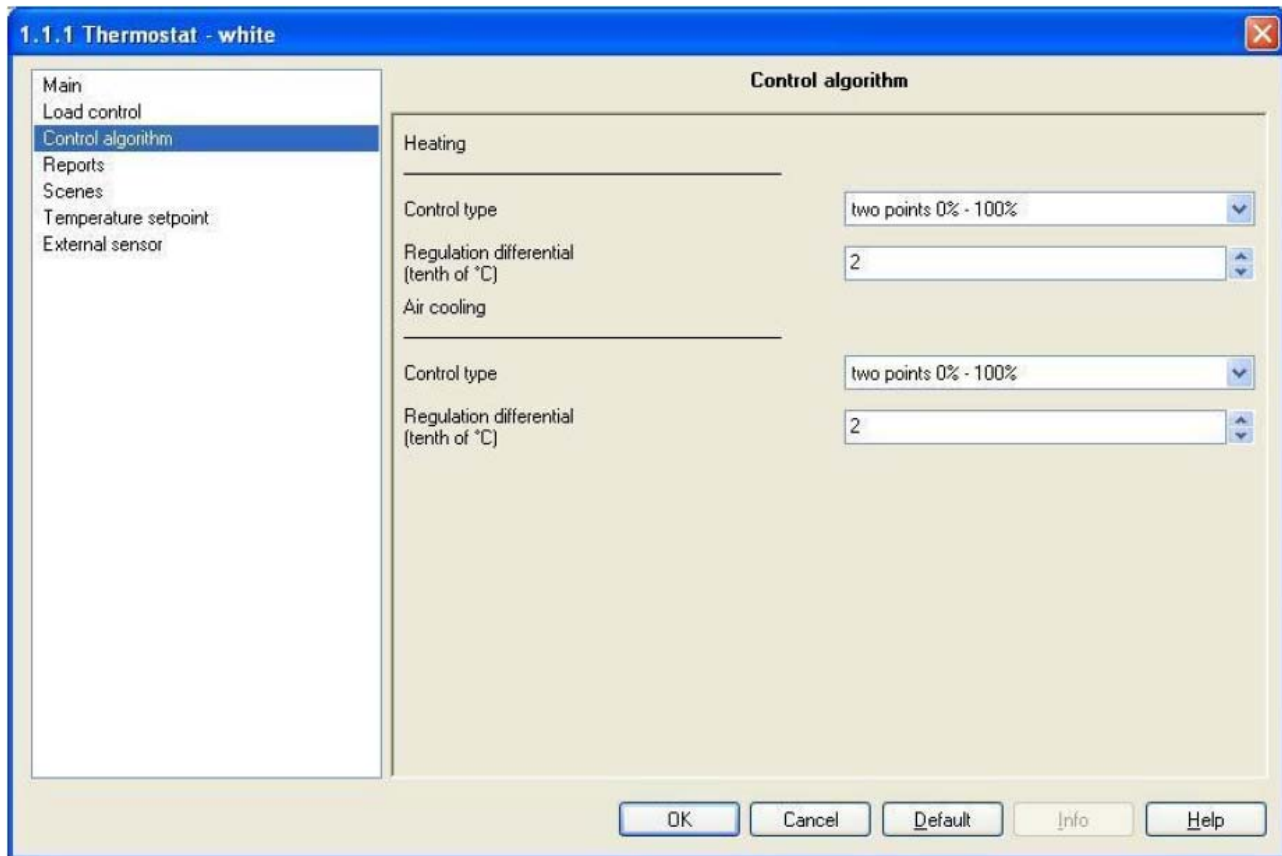 1.1.1 Thermostat - white
Main
Load control
Control algorithm
Reports
Scenes
Temperature setpoint
External sensor
Control algorithm
Heating
Control type
two points 0% - 100%
Regulation differential
(tenth of °C)
2
Air cooling
Control type
two points 0% - 100%
Regulation differential
(tenth of °C)
2
OK
Cancel
Default
Info
Help